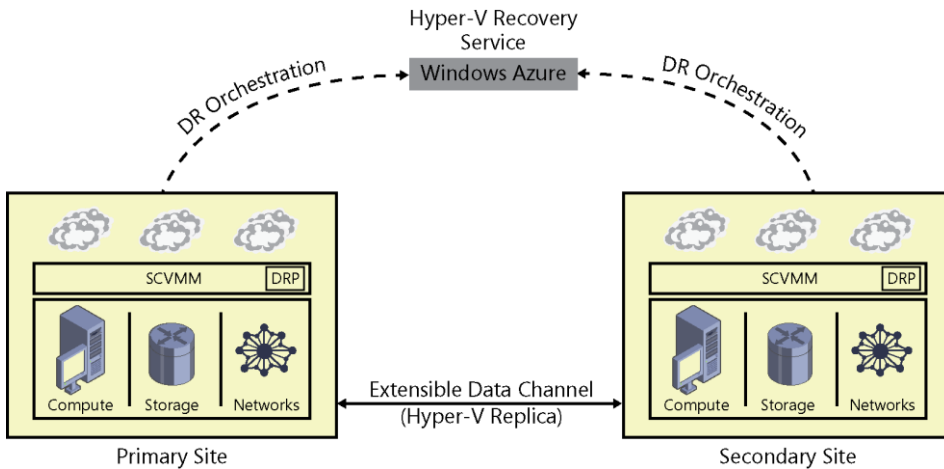 Hyper-V Recovery
Service
Windows Azure
DR Orchestration
DR Orchestration
SCVMM
DRP
Compute
Storage
Networks
Primary Site
Extensible Data Channel
(Hyper-V Replica)
SCVMM
DRP
Compute
Storage
Networks
Secondary Site